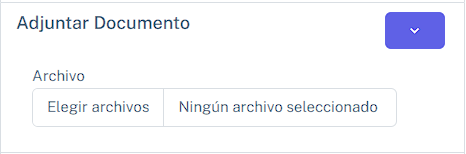 Adjuntar Documento
Archivo
Elegir archivos Ningún archivo seleccionado